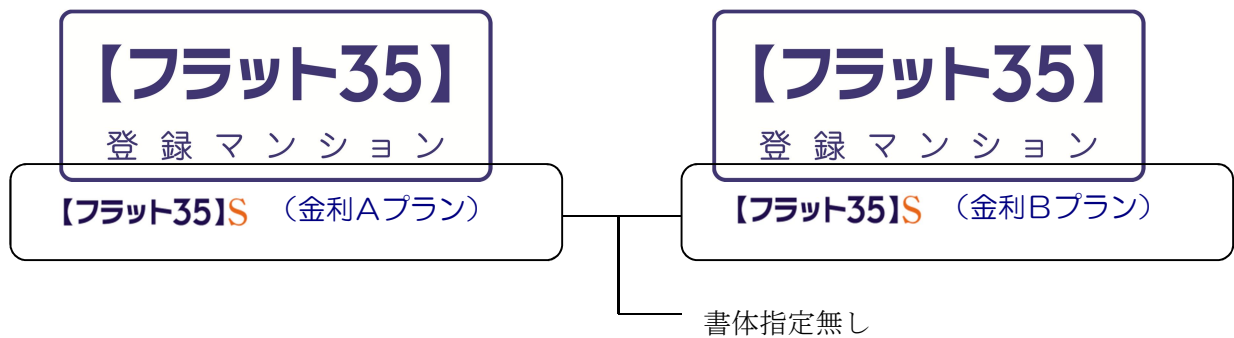 【フラット35】
登録マンション
【フラット35】S （金利Ａプラン）
【フラット35】
登録マンション
【フラット35】S （金利Ｂプラン）
書体指定無し